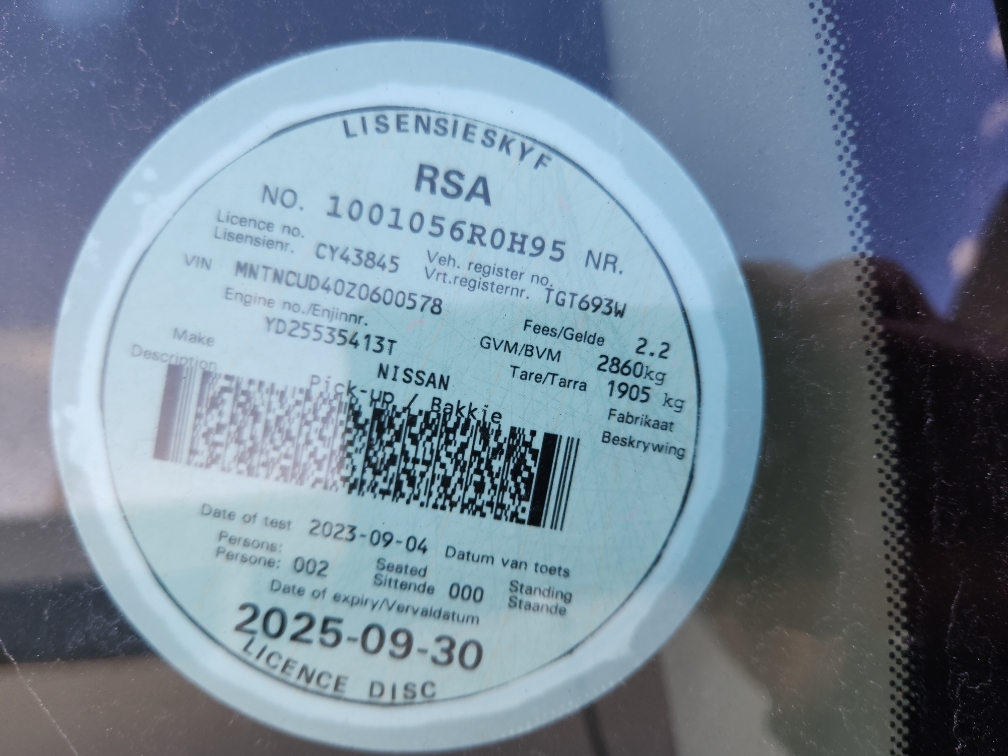 LISENSIESKYF
RSA
NO. 1001056R0H95 NR.
Licence no. Lisensienr. CY43845 Veh. register no. Vrt.registernr. TGT693W
VIN MNTNCUD40Z0600578 Fees/Gelde 2.2
Engine no./Enjinnr. GVM/BVM 2860kg
YD25535413T Tare/Tarra 1905 kg
Make NISSAN Fabrikaat
Description Pick-up / Bakkie Beskrywing
Date of test 2023-09-04 Datum van toets
Persons: Persone: 002 Seated Sittende 000 Standing Staande
Date of expiry/Vervaldatum
2025-09-30
LICENCE DISC